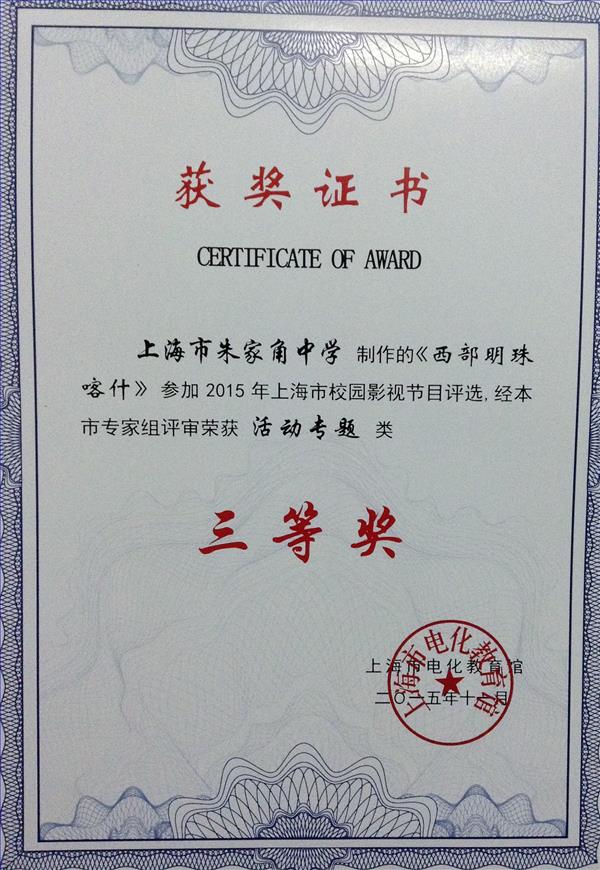 获奖证书
CERTIFICATE OF AWARD
上海市朱家角中学 制作的《西部明珠
喀什》参加 2015 年上海市校园影视节目评选,经本
市专家组评审荣获 活动专题 类
三等奖
上海市电化教育馆
二〇一五年十一月
上海市电化教育馆